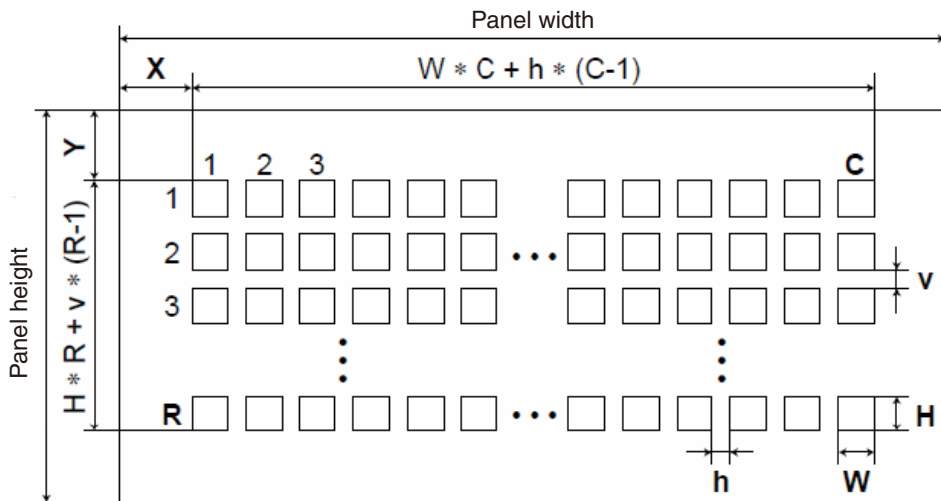 Panel width
X
W * C + h * (C-1)
Y
1 2 3 C
1
2
3
R
• • •
• • •
v
H
h
W
Panel height
H * R + v * (R-1)